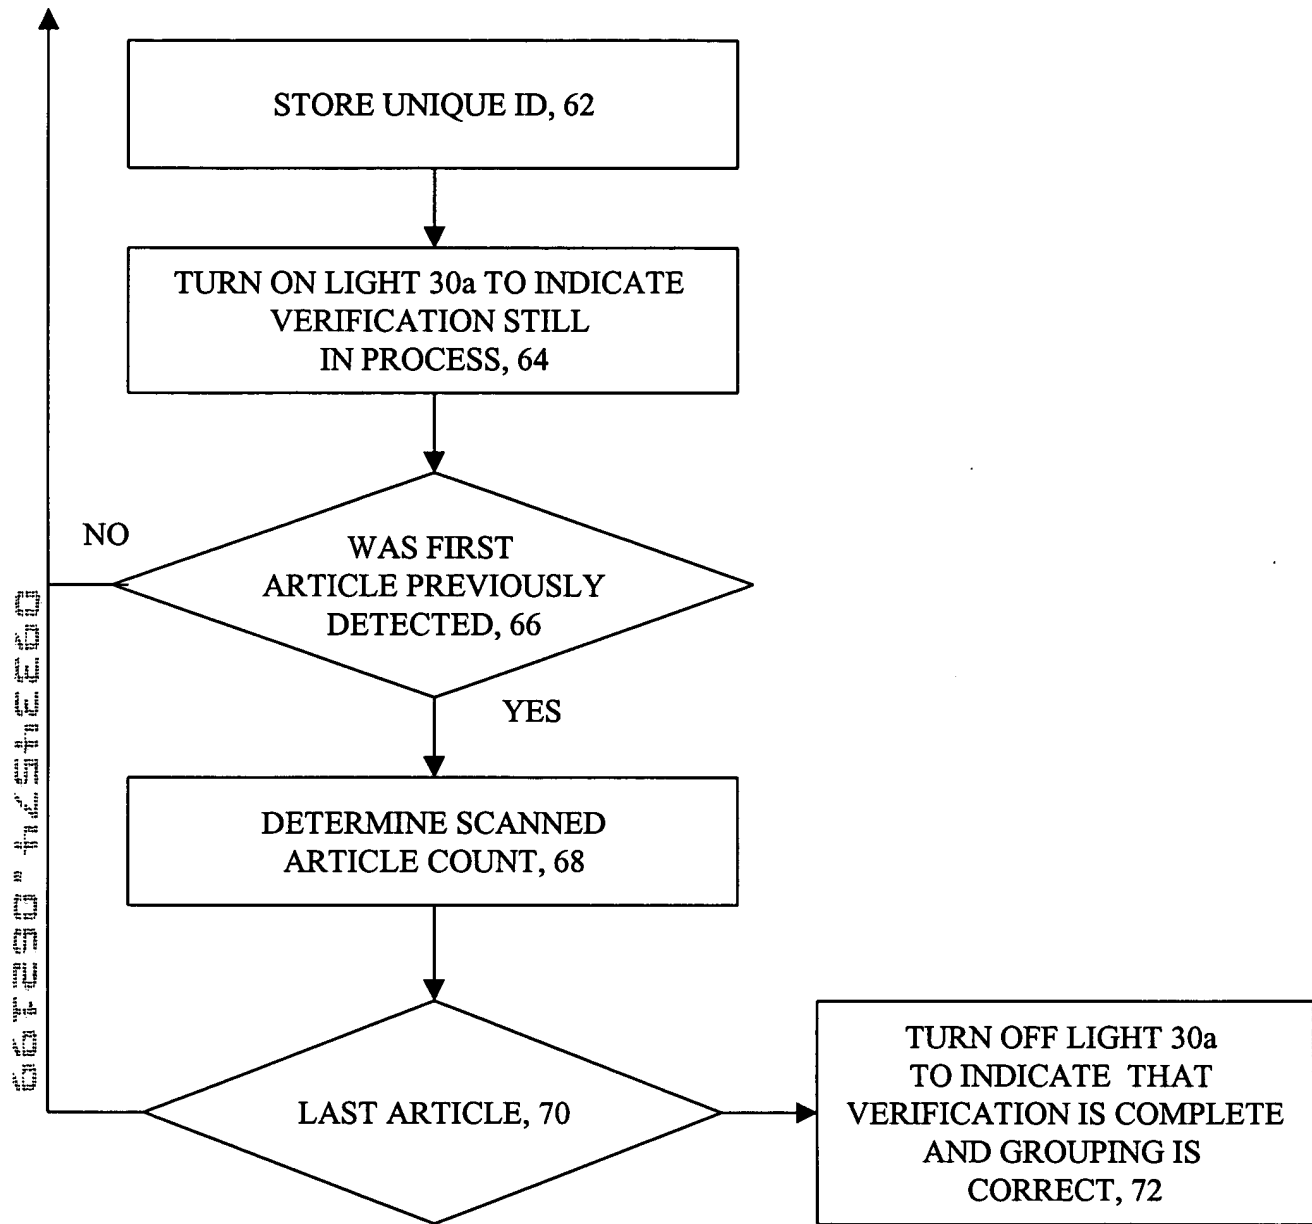 STORE UNIQUE ID, 62
TURN ON LIGHT 30a TO INDICATE
VERIFICATION STILL
IN PROCESS, 64
NO
WAS FIRST
ARTICLE PREVIOUSLY
DETECTED, 66
YES
DETERMINE SCANNED
ARTICLE COUNT, 68
LAST ARTICLE, 70
TURN OFF LIGHT 30a
TO INDICATE THAT
VERIFICATION IS COMPLETE
AND GROUPING IS
CORRECT, 72